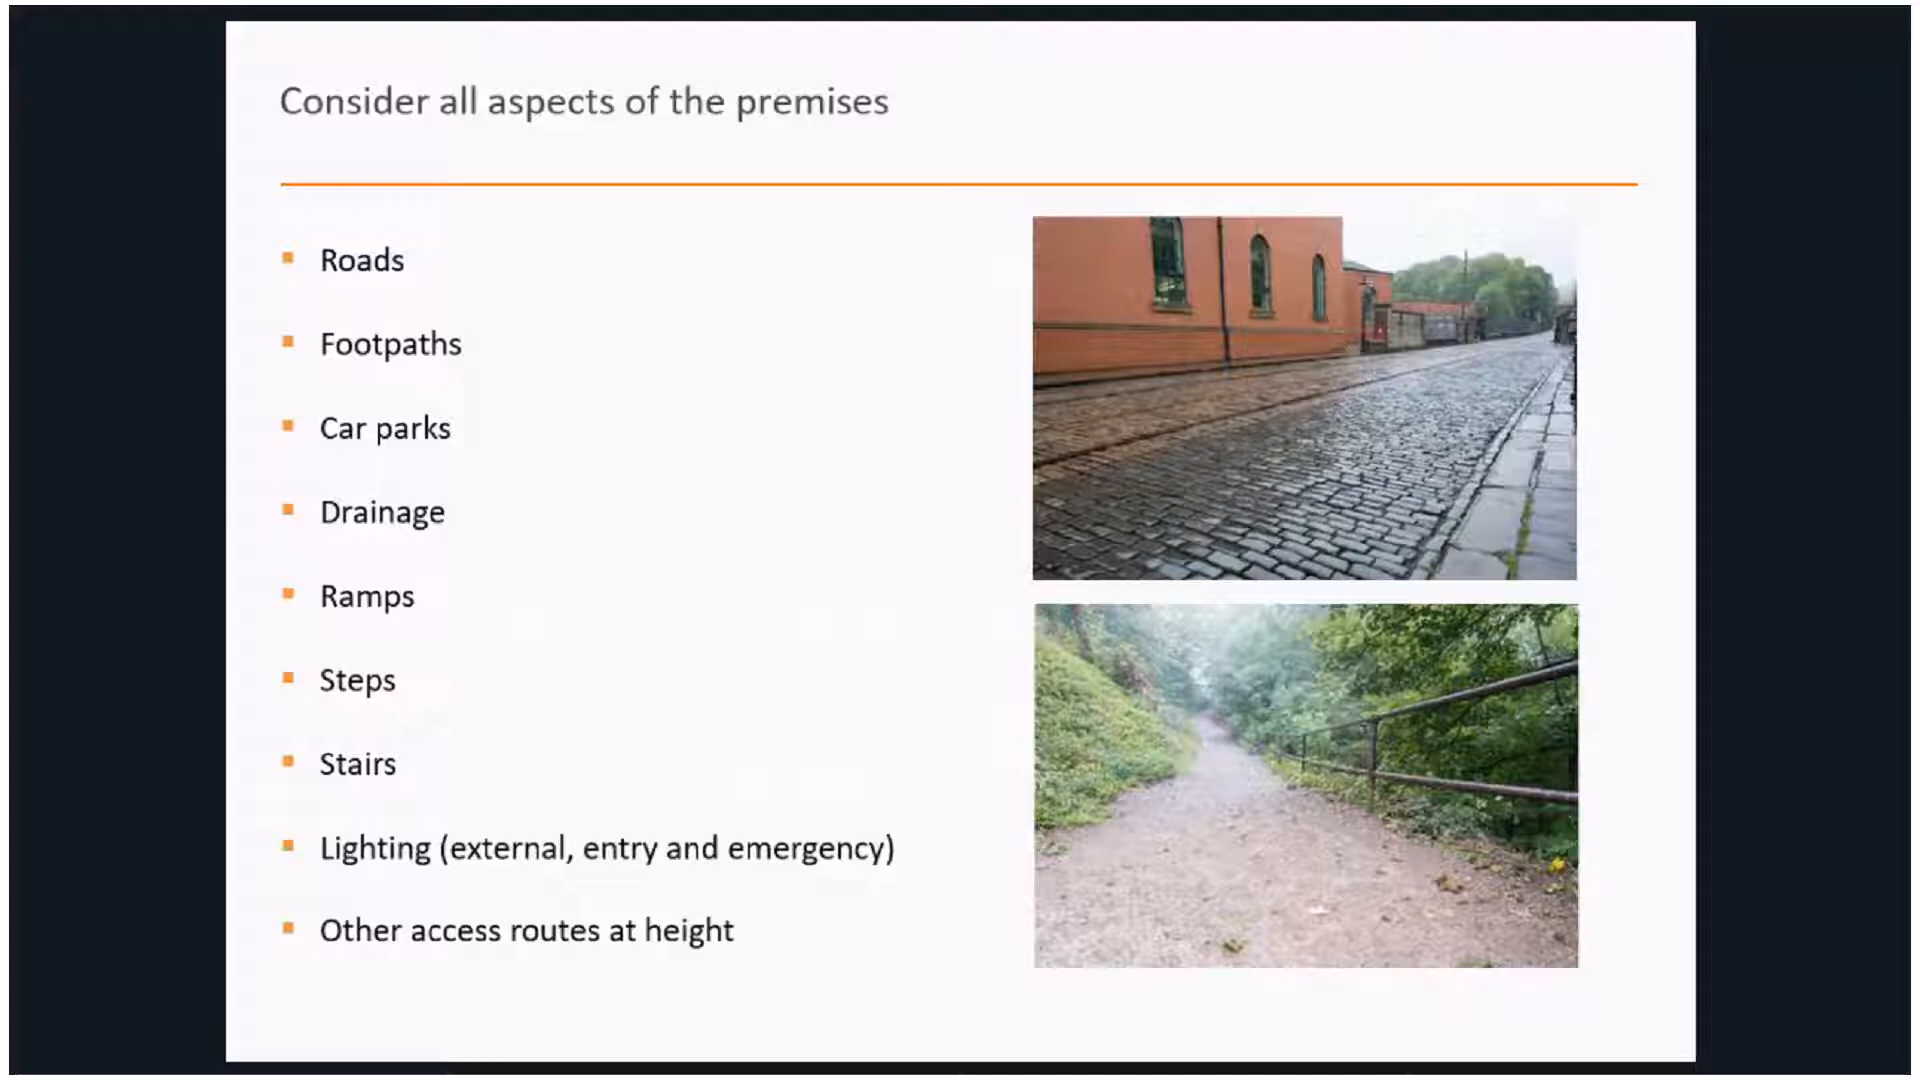 Consider all aspects of the premises
Roads
Footpaths
Car parks
Drainage
Ramps
Steps
Stairs
Lighting (external, entry and emergency)
Other access routes at height